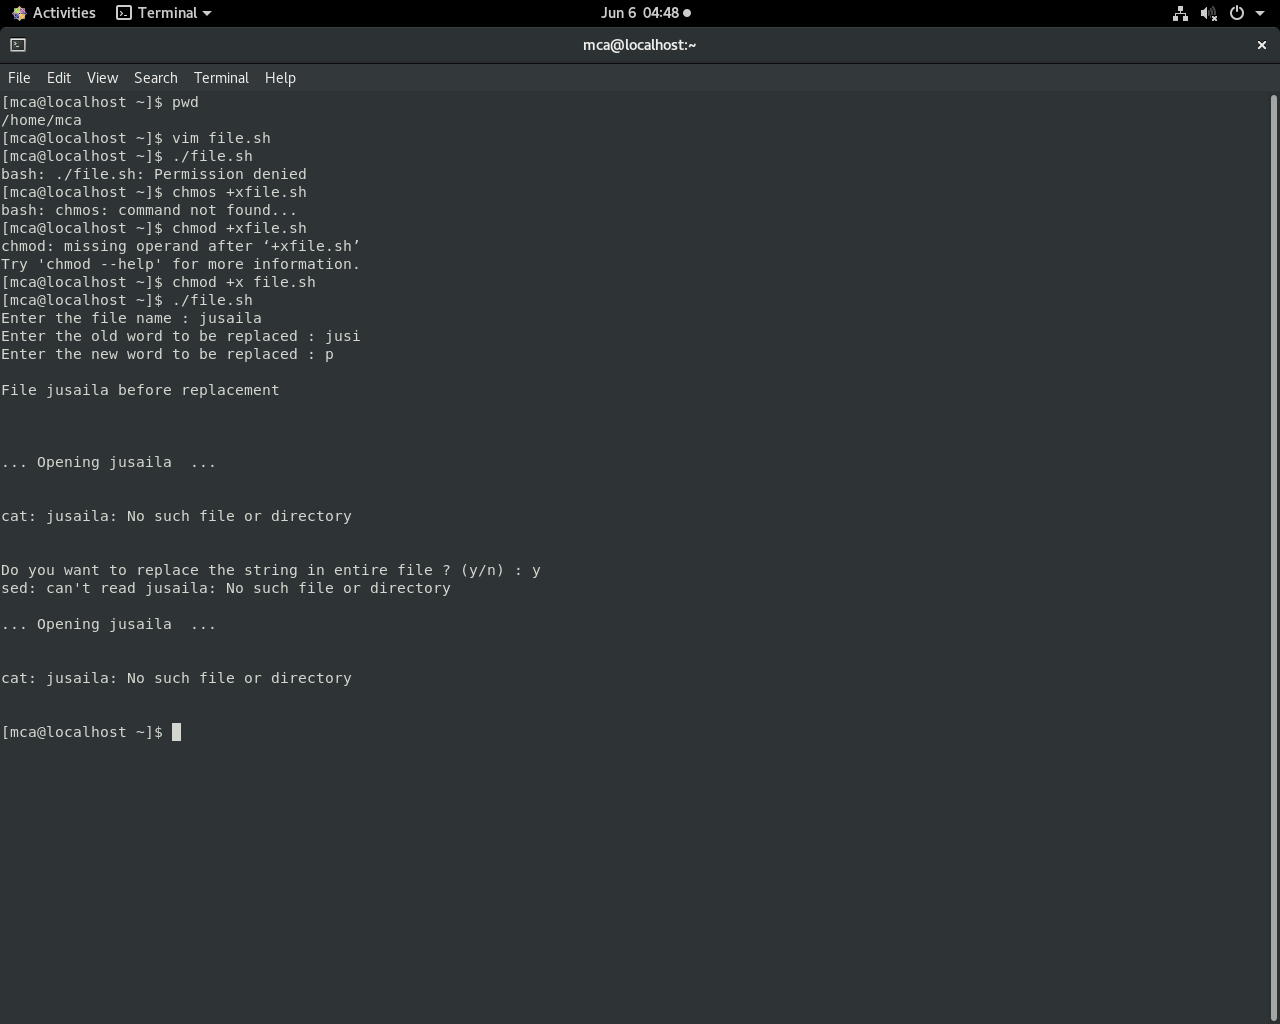 Activities Terminal Jun 6 04:48
mca@localhost:~
File Edit View Search Terminal Help
[mca@localhost ~]$ pwd
/home/mca
[mca@localhost ~]$ vim file.sh
[mca@localhost ~]$ ./file.sh
bash: ./file.sh: Permission denied
[mca@localhost ~]$ chmos +xfile.sh
bash: chmos: command not found...
[mca@localhost ~]$ chmod +xfile.sh
chmod: missing operand after ‘+xfile.sh’
Try 'chmod --help' for more information.
[mca@localhost ~]$ chmod +x file.sh
[mca@localhost ~]$ ./file.sh
Enter the file name : jusaila
Enter the old word to be replaced : jusi
Enter the new word to be replaced : p
File jusaila before replacement
... Opening jusaila  ...
cat: jusaila: No such file or directory
Do you want to replace the string in entire file ? (y/n) : y
sed: can't read jusaila: No such file or directory
... Opening jusaila  ...
cat: jusaila: No such file or directory
[mca@localhost ~]$